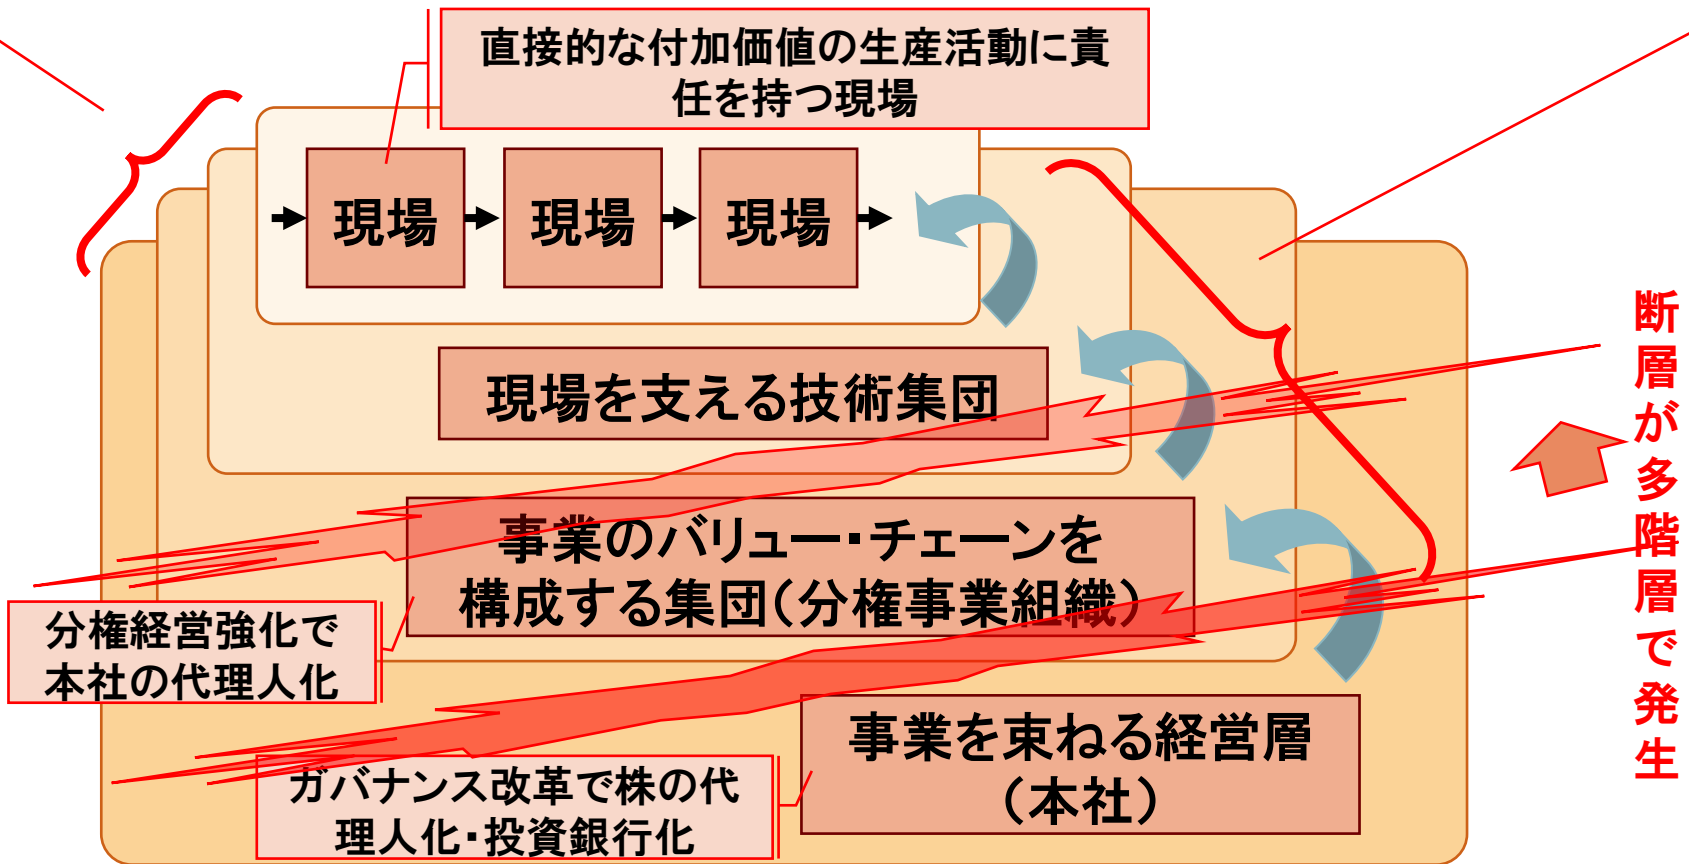 直接的な付加価値の生産活動に責
任を持つ現場
現場
現場
現場
現場を支える技術集団
事業のバリュー・チェーンを
構成する集団（分権事業組織）
分権経営強化で
本社の代理人化
事業を束ねる経営層
（本社）
ガバナンス改革で株の代
理人化・投資銀行化
断層が多階層で発生